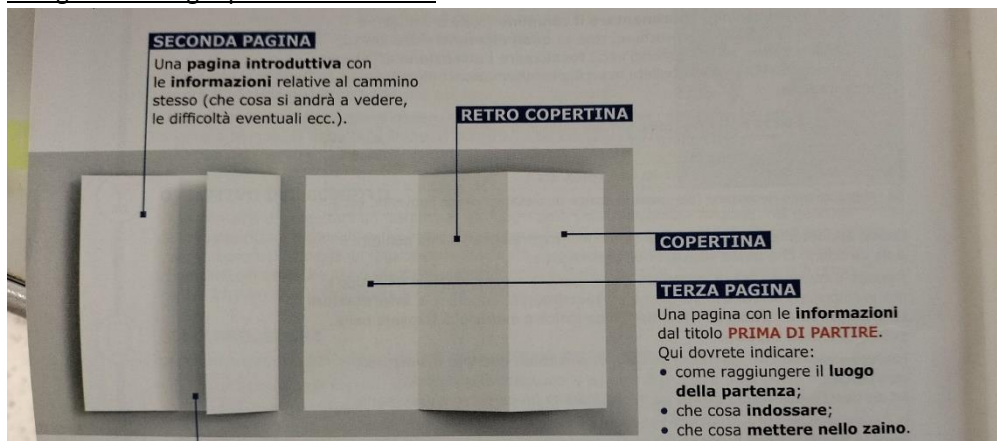 SECONDA PAGINA
Una pagina introduttiva con
le informazioni relative al cammino
stesso (che cosa si andrà a vedere,
le difficoltà eventuali ecc.).
RETRO COPERTINA
COPERTINA
TERZA PAGINA
Una pagina con le informazioni
dal titolo PRIMA DI PARTIRE.
Qui dovrete indicare:
• come raggiungere il luogo
della partenza;
• che cosa indossare;
• che cosa mettere nello zaino.